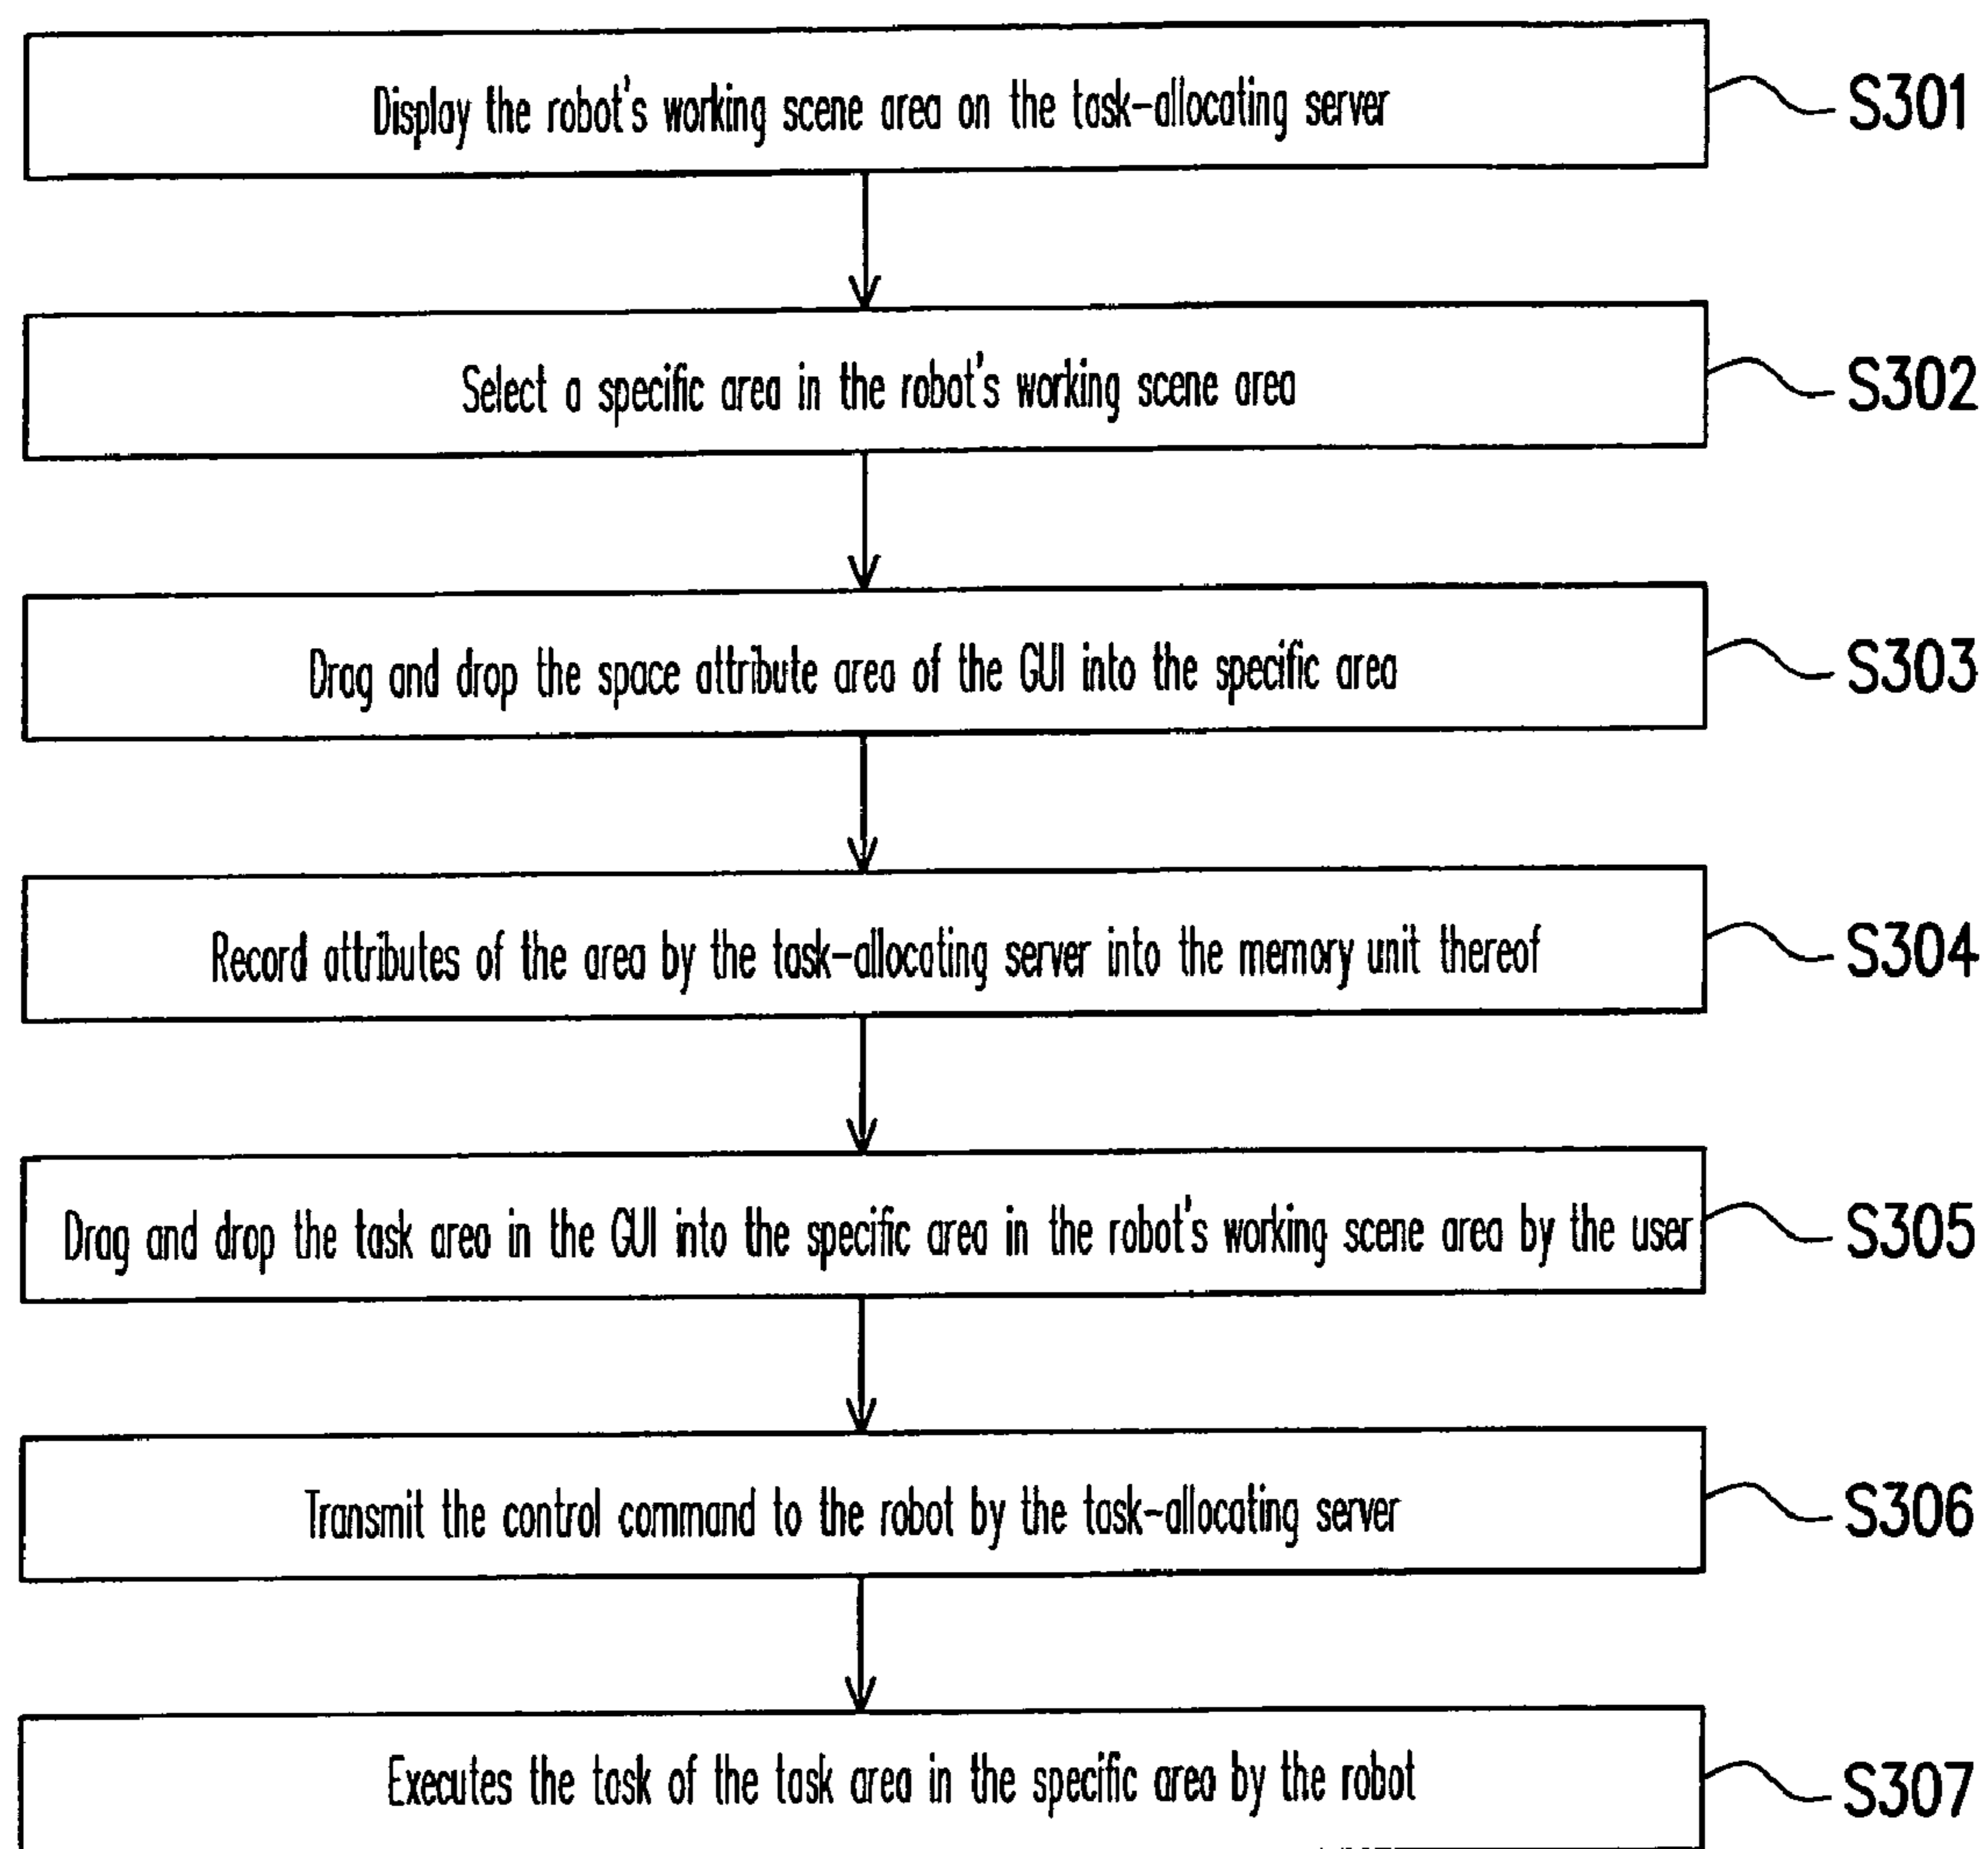 Display the robot's working scene area on the task-allocating server
S301
Select a specific area in the robot's working scene area
S302
Drag and drop the space attribute area of the GUI into the specific area
S303
Record attributes of the area by the task-allocating server into the memory unit thereof
S304
Drag and drop the task area in the GUI into the specific area in the robot's working scene area by the user
S305
Transmit the control command to the robot by the task-allocating server
S306
Executes the task of the task area in the specific area by the robot
S307